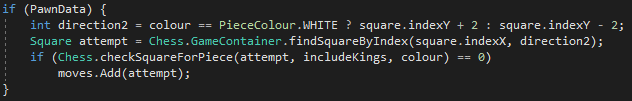 if (PawnData) {
int direction2 = colour == PieceColour.WHITE ? square.indexY + 2 : square.indexY - 2;
Square attempt = Chess.GameContainer.findSquareByIndex(square.indexX, direction2);
if (Chess.checkSquareForPiece(attempt, includeKings, colour) == 0)
moves.Add(attempt);
}